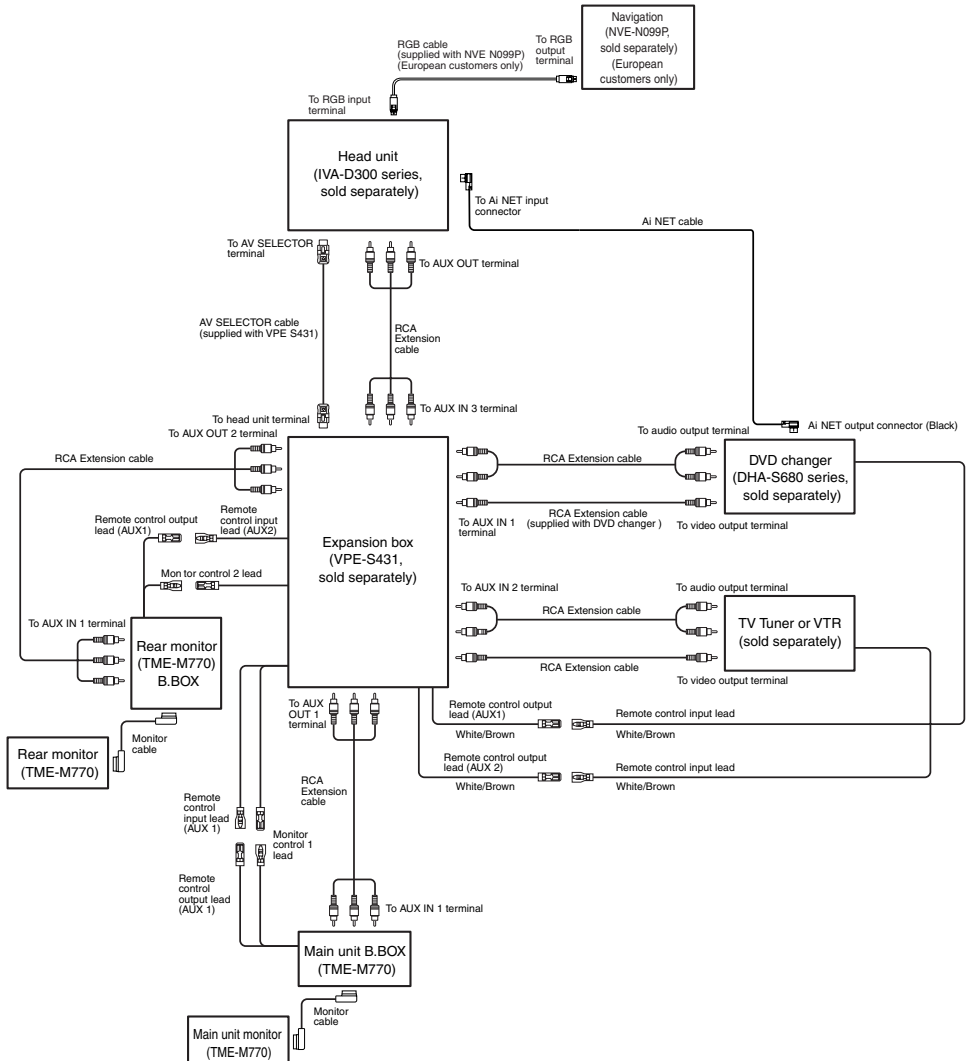 Navigation
(NVE-N099P,
sold separately)
(European
customers only)
To RGB
output
terminal
RGB cable
(supplied with NVE N099P)
(European customers only)
To RGB input
terminal
Head unit
(IVA-D300 series,
sold separately)
To Ai NET input
connector
Ai NET cable
To AV SELECTOR
terminal
To AUX OUT terminal
AV SELECTOR cable
(supplied with VPE S431)
RCA
Extension
cable
To head unit terminal
To AUX IN 3 terminal
To AUX OUT 2 terminal
RCA Extension cable
To audio output terminal
Ai NET output connector (Black)
RCA Extension cable
DVD changer
(DHA-S680 series,
sold separately)
RCA Extension cable
(supplied with DVD changer )
To AUX IN 1
terminal
To video output terminal
Remote control output
lead (AUX1)
Remote
control input
lead (AUX2)
Expansion box
(VPE-S431,
sold separately)
Mon tor control 2 lead
To AUX IN 2 terminal
To audio output terminal
RCA Extension cable
TV Tuner or VTR
(sold separately)
RCA Extension cable
To video output terminal
To AUX IN 1 terminal
Rear monitor
(TME-M770)
B.BOX
Monitor
cable
Rear monitor
(TME-M770)
To AUX
OUT 1
terminal
Remote control output
lead (AUX1)
White/Brown
Remote control input lead
White/Brown
Remote control output
lead (AUX 2)
White/Brown
Remote control input lead
White/Brown
RCA
Extension
cable
Remote
control
input lead
(AUX 1)
Monitor
control 1
lead
Remote
control
output lead
(AUX 1)
To AUX IN 1 terminal
Main unit B.BOX
(TME-M770)
Monitor
cable
Main unit monitor
(TME-M770)